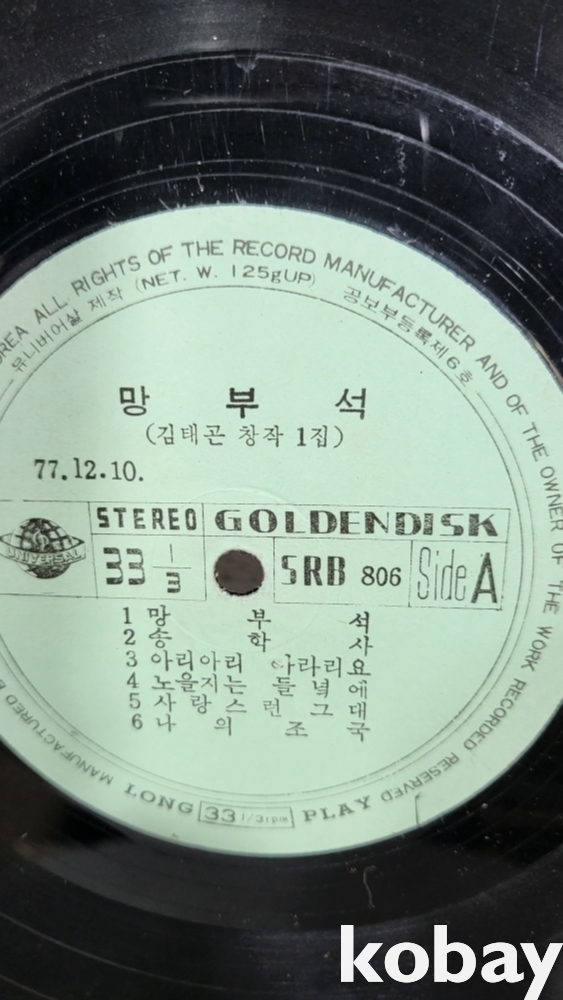 REA ALL RIGHTS OF THE RECORD MANUFACTURER AND OF THE OWNER OF THE WORK RECORDED RESERVED
유니버어살 제작 (NET. W. 125gUP) 공보부등록제6호
망 부 석
(김태곤 창작 1집)
77.12.10.
STEREO GOLDENDISK
UNIVERSAL
33 1/3
SRB 806 Side A
1 망 부 석
2 송 학 사
3 아리아리 아라리요
4 노을지는 들녘에
5 사랑스런 그대
6 나 의 조 국
MANUFACTURED
LONG 33 1/3rpm PLAY
kobay